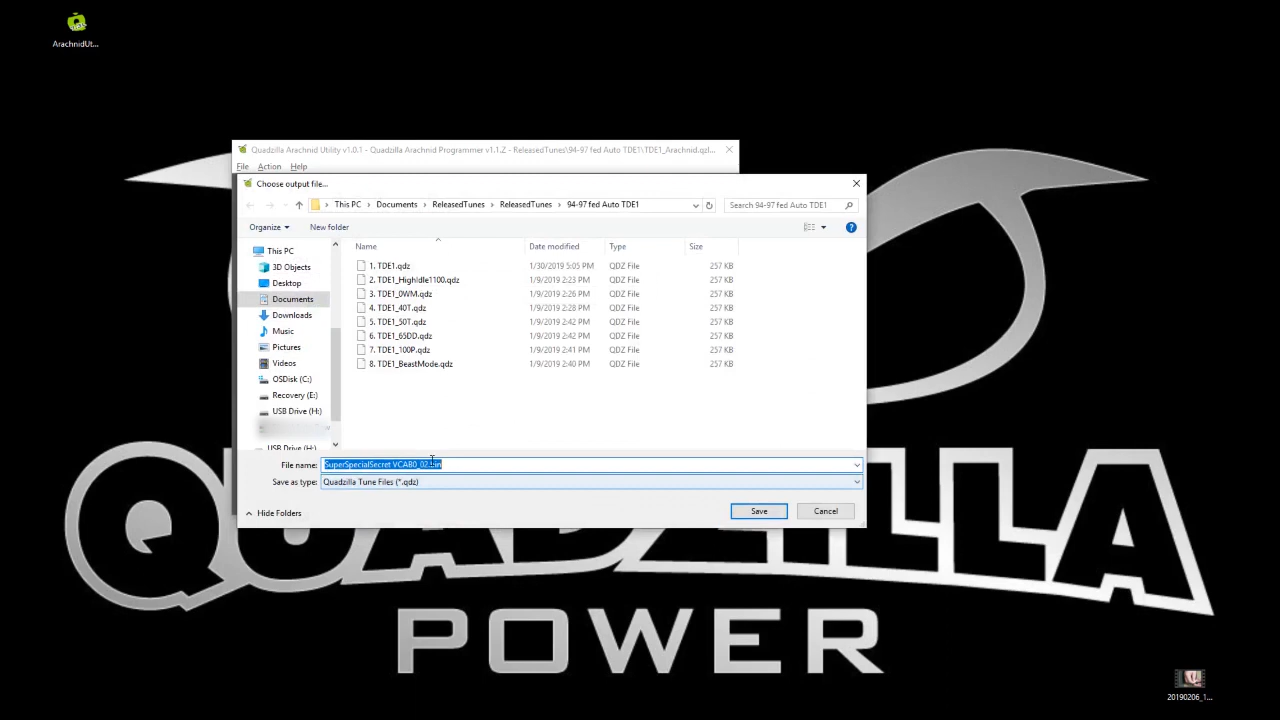 ArachnidUt...
Quadzilla Arachnid Utility v1.0.1 - Quadzilla Arachnid Programmer v1.1.Z - ReleasedTunes\94-97 fed Auto TDE1\TDE1_Arachnid.qzl...
File Action Help
Choose output file...
This PC > Documents > ReleasedTunes > ReleasedTunes > 94-97 fed Auto TDE1
Search 94-97 fed Auto TDE1
Organize New folder
Name Date modified Type Size
This PC
3D Objects
Desktop
Documents
Downloads
Music
Pictures
Videos
OSDisk (C:)
Recovery (E:)
USB Drive (H:)
USB Drive (H:)
1. TDE1.qdz 1/30/2019 5:05 PM QDZ File 257 KB
2. TDE1_HighIdle1100.qdz 1/9/2019 2:23 PM QDZ File 257 KB
3. TDE1_0WM.qdz 1/9/2019 2:26 PM QDZ File 257 KB
4. TDE1_40T.qdz 1/9/2019 2:28 PM QDZ File 257 KB
5. TDE1_50T.qdz 1/9/2019 2:42 PM QDZ File 257 KB
6. TDE1_65DD.qdz 1/9/2019 2:42 PM QDZ File 257 KB
7. TDE1_100P.qdz 1/9/2019 2:41 PM QDZ File 257 KB
8. TDE1_BeastMode.qdz 1/9/2019 2:40 PM QDZ File 257 KB
File name: SuperSpecialSecret
Save as type: Quadzilla Tune Files (*.qdz)
Hide Folders
Save Cancel
QUADZILLA
POWER
20190206_1...